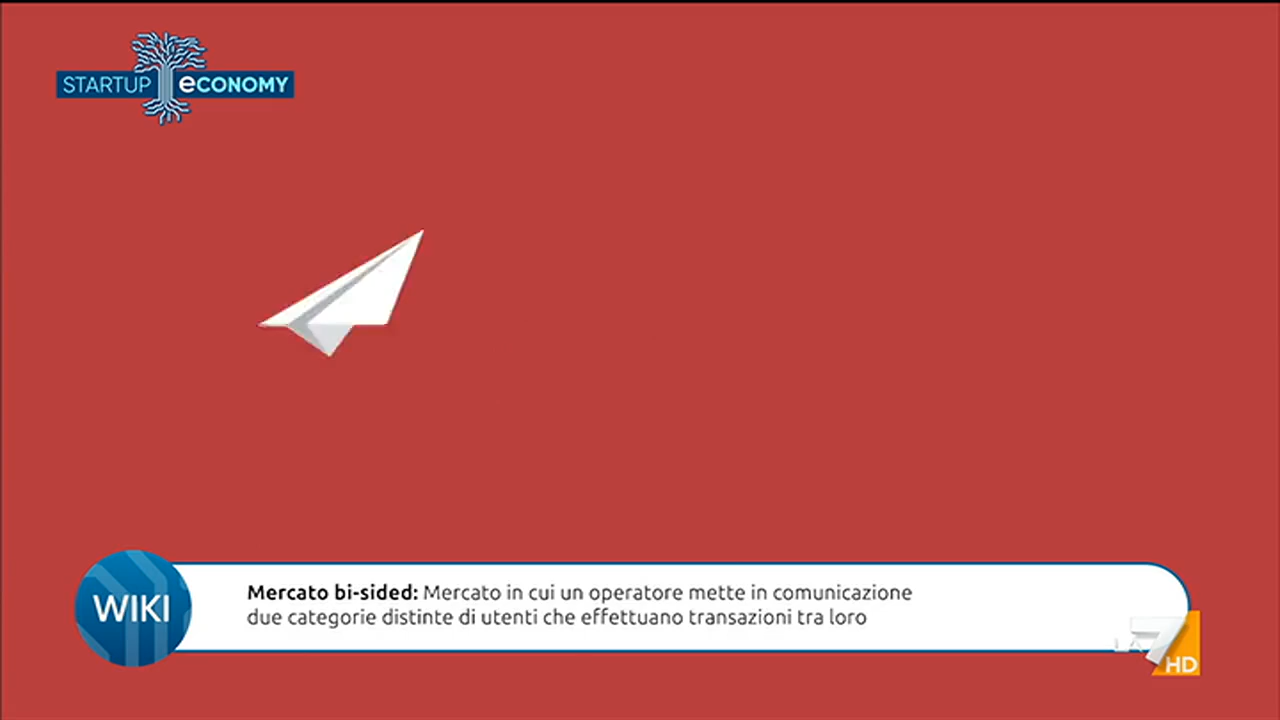 STARTUP eCONOMY
WIKI
Mercato bi-sided: Mercato in cui un operatore mette in comunicazione
due categorie distinte di utenti che effettuano transazioni tra loro
LA7
HD